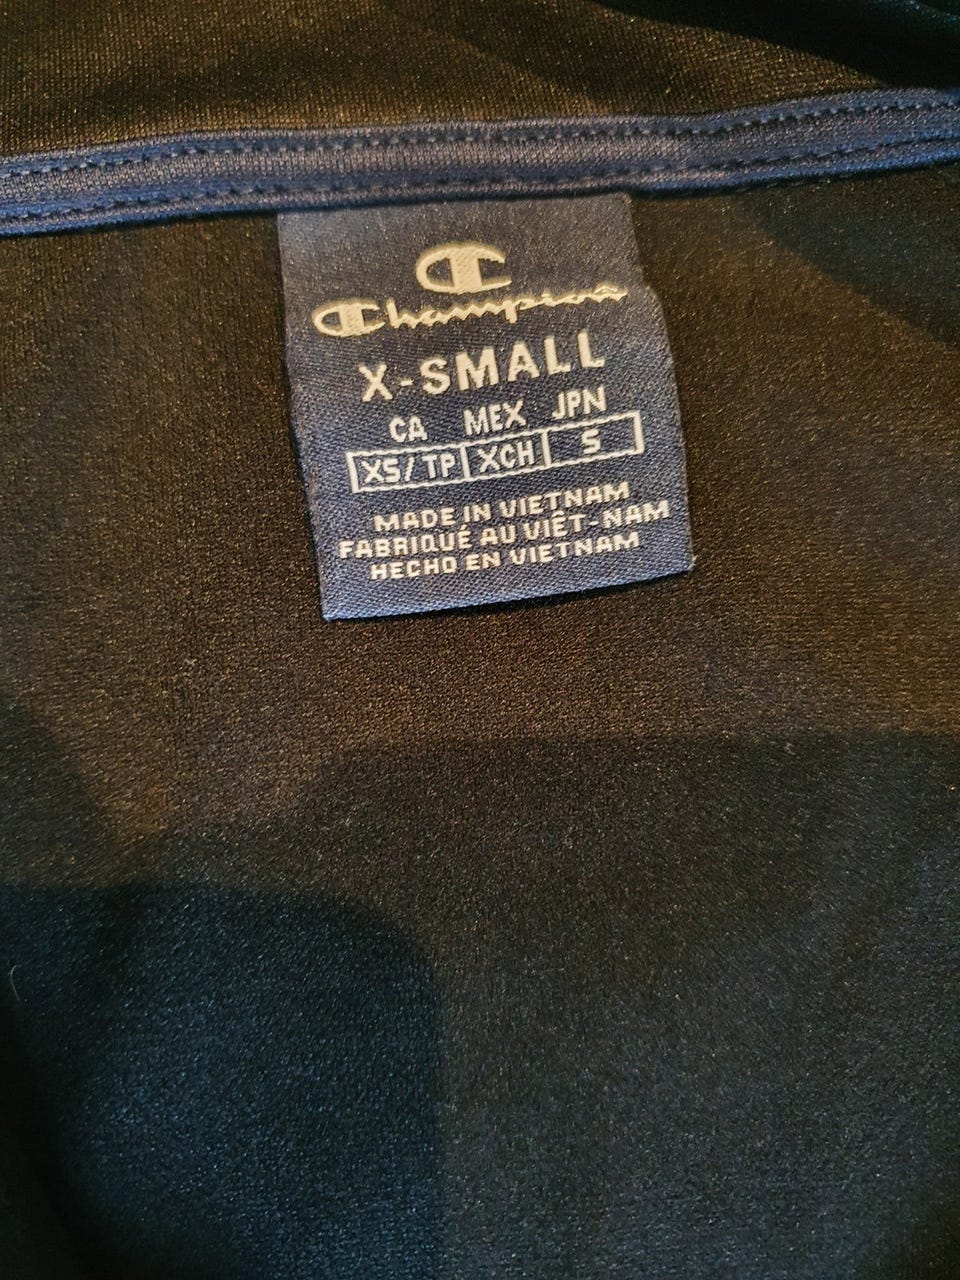 Champion
X-SMALL
CA MEX JPN
XS/TP XCH S
MADE IN VIETNAM
FABRIQUÉ AU VIÊT-NAM
HECHO EN VIETNAM